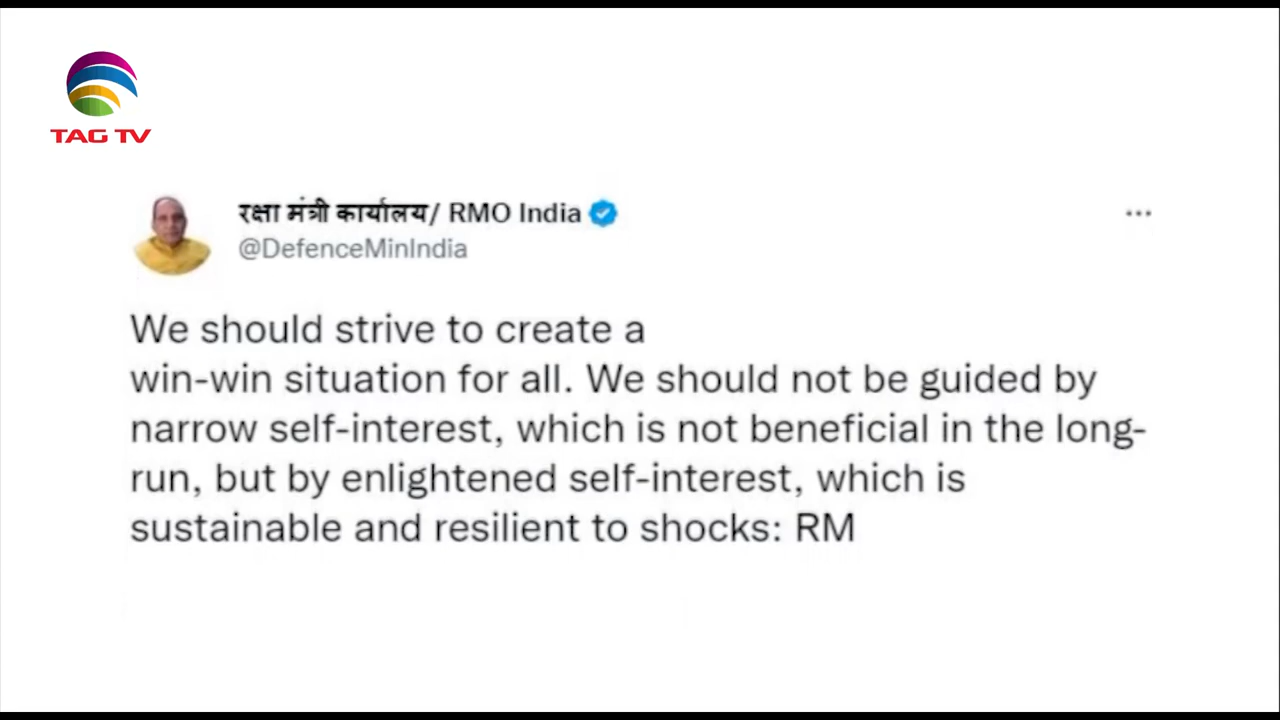 TAG TV
रक्षा मंत्री कार्यालय/ RMO India
@DefenceMinIndia
We should strive to create a
win-win situation for all. We should not be guided by
narrow self-interest, which is not beneficial in the long-
run, but by enlightened self-interest, which is
sustainable and resilient to shocks: RM